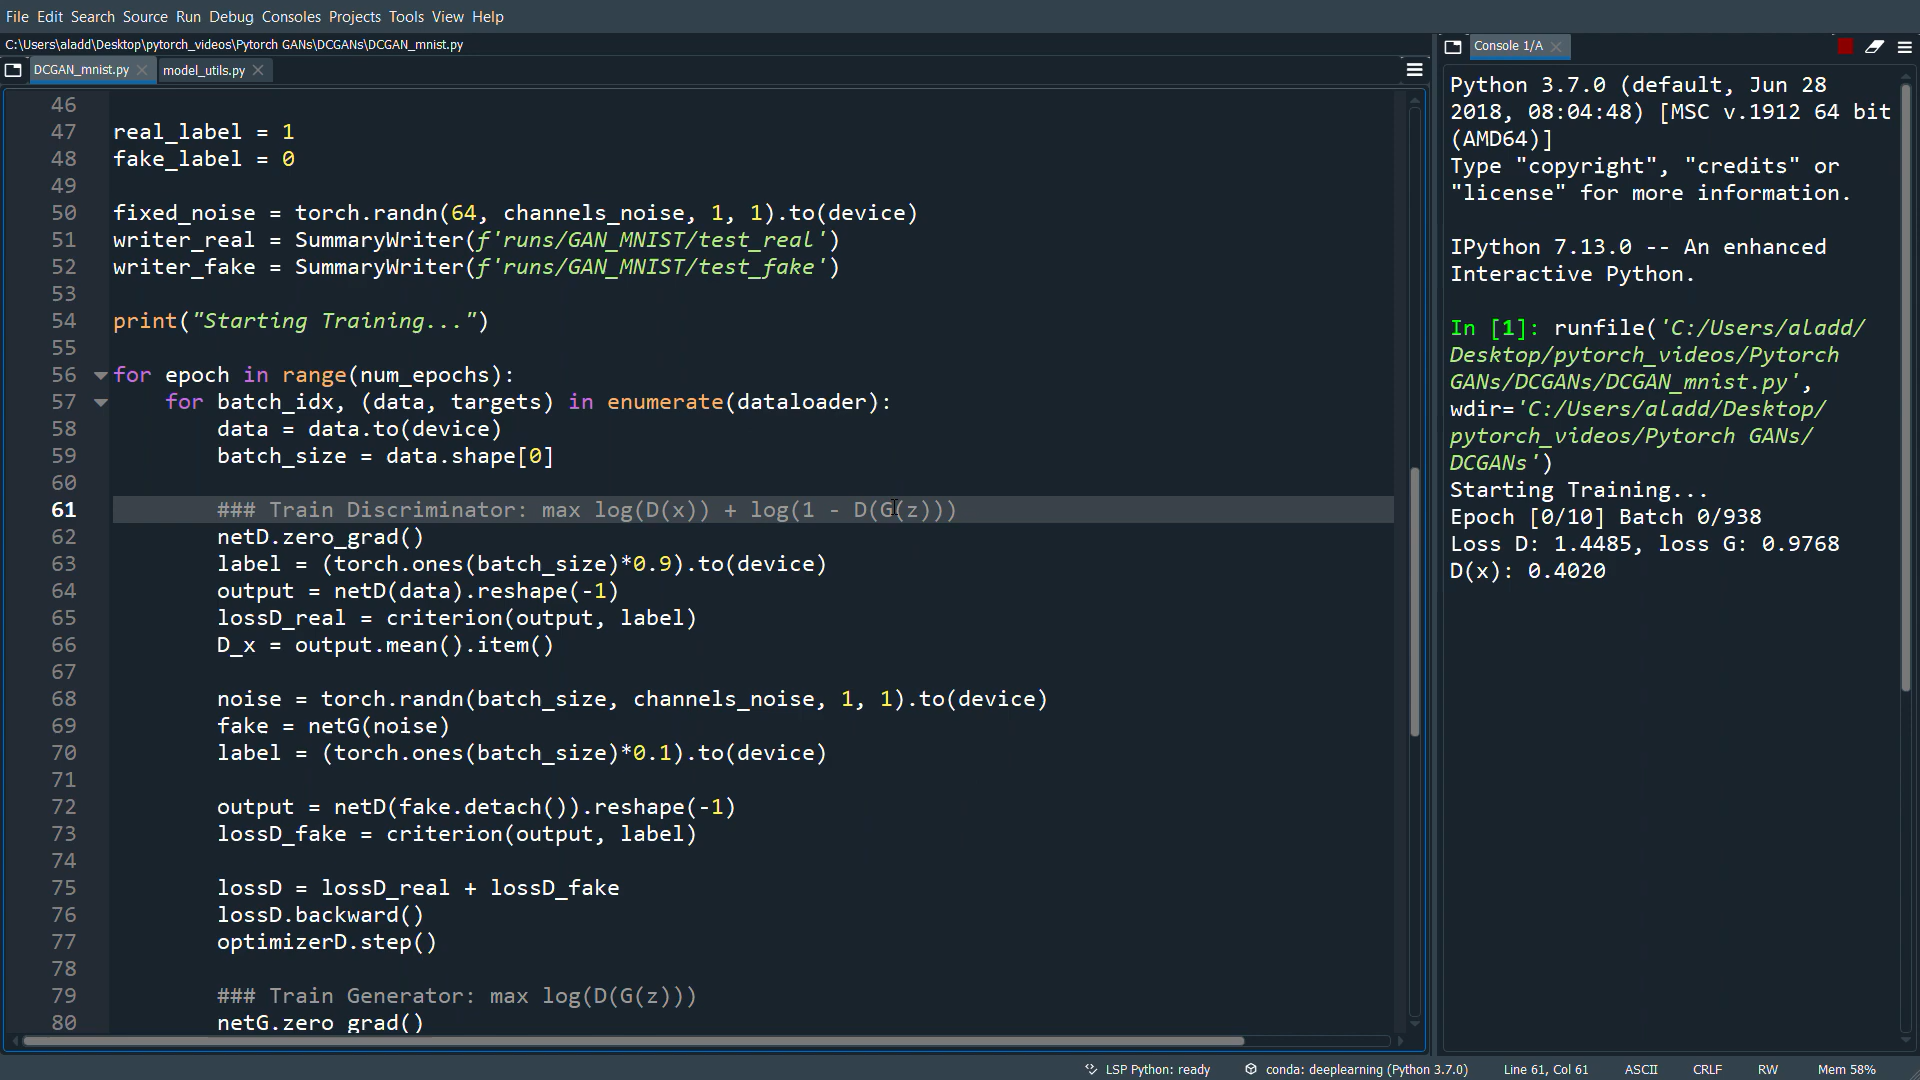 File Edit Search Source Run Debug Consoles Projects Tools View Help
C:\Users\aladd\Desktop\pytorch_videos\Pytorch GANs\DCGANs\DCGAN_mnist.py
DCGAN_mnist.py model_utils.py
46
47 real_label = 1
48 fake_label = 0
49
50 fixed_noise = torch.randn(64, channels_noise, 1, 1).to(device)
51 writer_real = SummaryWriter(f'runs/GAN_MNIST/test_real')
52 writer_fake = SummaryWriter(f'runs/GAN_MNIST/test_fake')
53
54 print("Starting Training...")
55
56 for epoch in range(num_epochs):
57 for batch_idx, (data, targets) in enumerate(dataloader):
58 data = data.to(device)
59 batch_size = data.shape[0]
60
61 ### Train Discriminator: max log(D(x)) + log(1 - D(G(z)))
62 netD.zero_grad()
63 label = (torch.ones(batch_size)*0.9).to(device)
64 output = netD(data).reshape(-1)
65 lossD_real = criterion(output, label)
66 D_x = output.mean().item()
67
68 noise = torch.randn(batch_size, channels_noise, 1, 1).to(device)
69 fake = netG(noise)
70 label = (torch.ones(batch_size)*0.1).to(device)
71
72 output = netD(fake.detach()).reshape(-1)
73 lossD_fake = criterion(output, label)
74
75 lossD = lossD_real + lossD_fake
76 lossD.backward()
77 optimizerD.step()
78
79 ### Train Generator: max log(D(G(z)))
80 netG.zero_grad()
Console 1/A
Python 3.7.0 (default, Jun 28
2018, 08:04:48) [MSC v.1912 64 bit
(AMD64)]
Type "copyright", "credits" or
"license" for more information.
IPython 7.13.0 -- An enhanced
Interactive Python.
In [1]: runfile('C:/Users/aladd/
Desktop/pytorch_videos/Pytorch
GANs/DCGANs/DCGAN_mnist.py',
wdir='C:/Users/aladd/Desktop/
pytorch_videos/Pytorch GANs/
DCGANs')
Starting Training...
Epoch [0/10] Batch 0/938
Loss D: 1.4485, loss G: 0.9768
D(x): 0.4020
LSP Python: ready conda: deeplearning (Python 3.7.0) Line 61, Col 61 ASCII CRLF RW Mem 58%